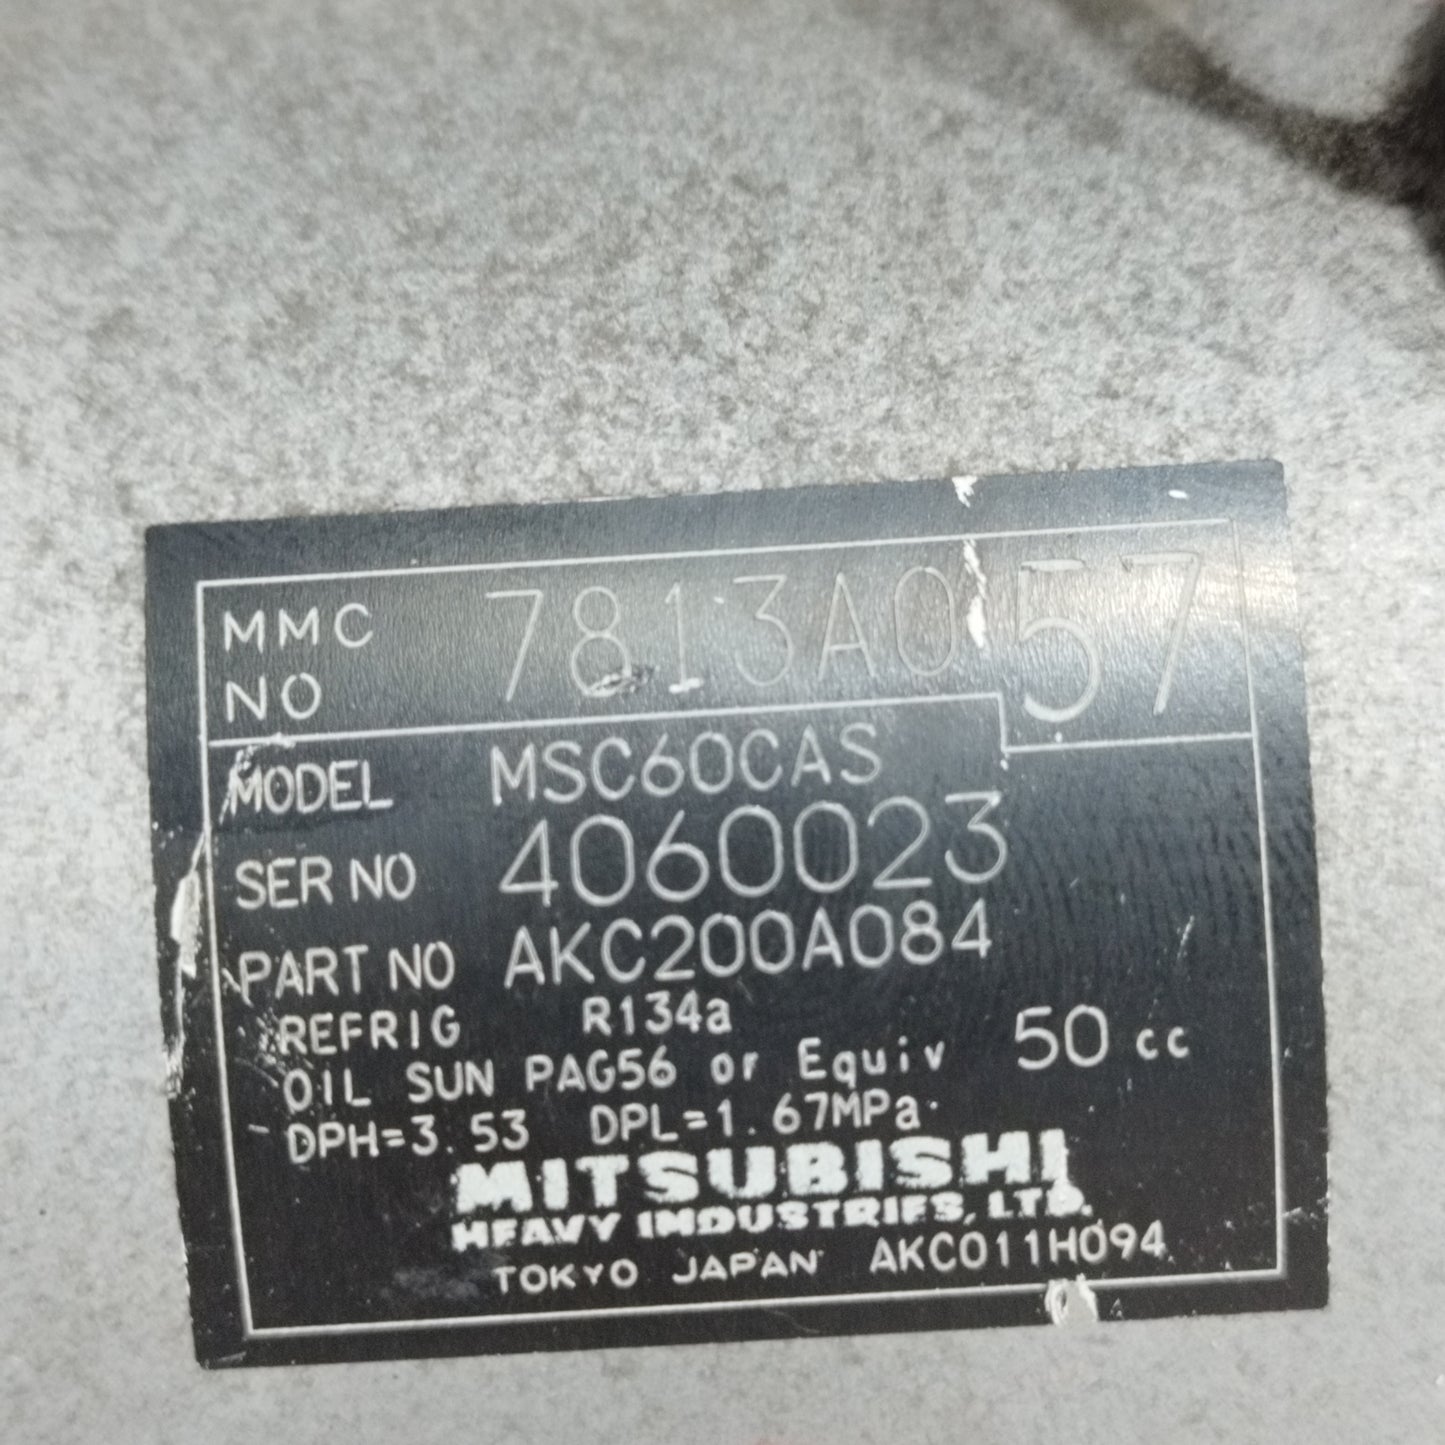 MMC NO 7813A057
MODEL MSC60CAS
SER NO 4060023
PART NO AKC200A084
REFRIG R134a
OIL SUN PAG56 or Equiv 50 cc
DPH=3.53 DPL=1.67MPa
MITSUBISHI
HEAVY INDUSTRIES, LTD.
TOKYO JAPAN AKC011H094